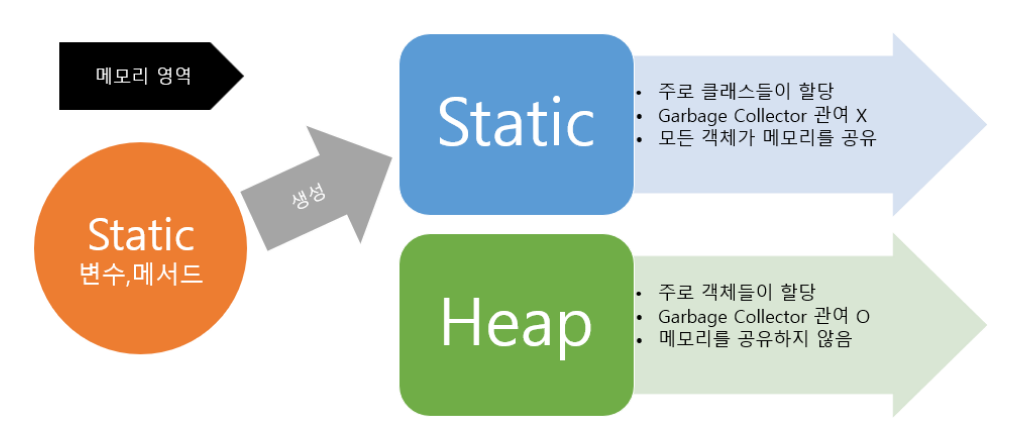 메모리 영역
Static
변수,메서드
생성
Static
• 주로 클래스들이 할당
• Garbage Collector 관여 X
• 모든 객체가 메모리를 공유
Heap
• 주로 객체들이 할당
• Garbage Collector 관여 O
• 메모리를 공유하지 않음